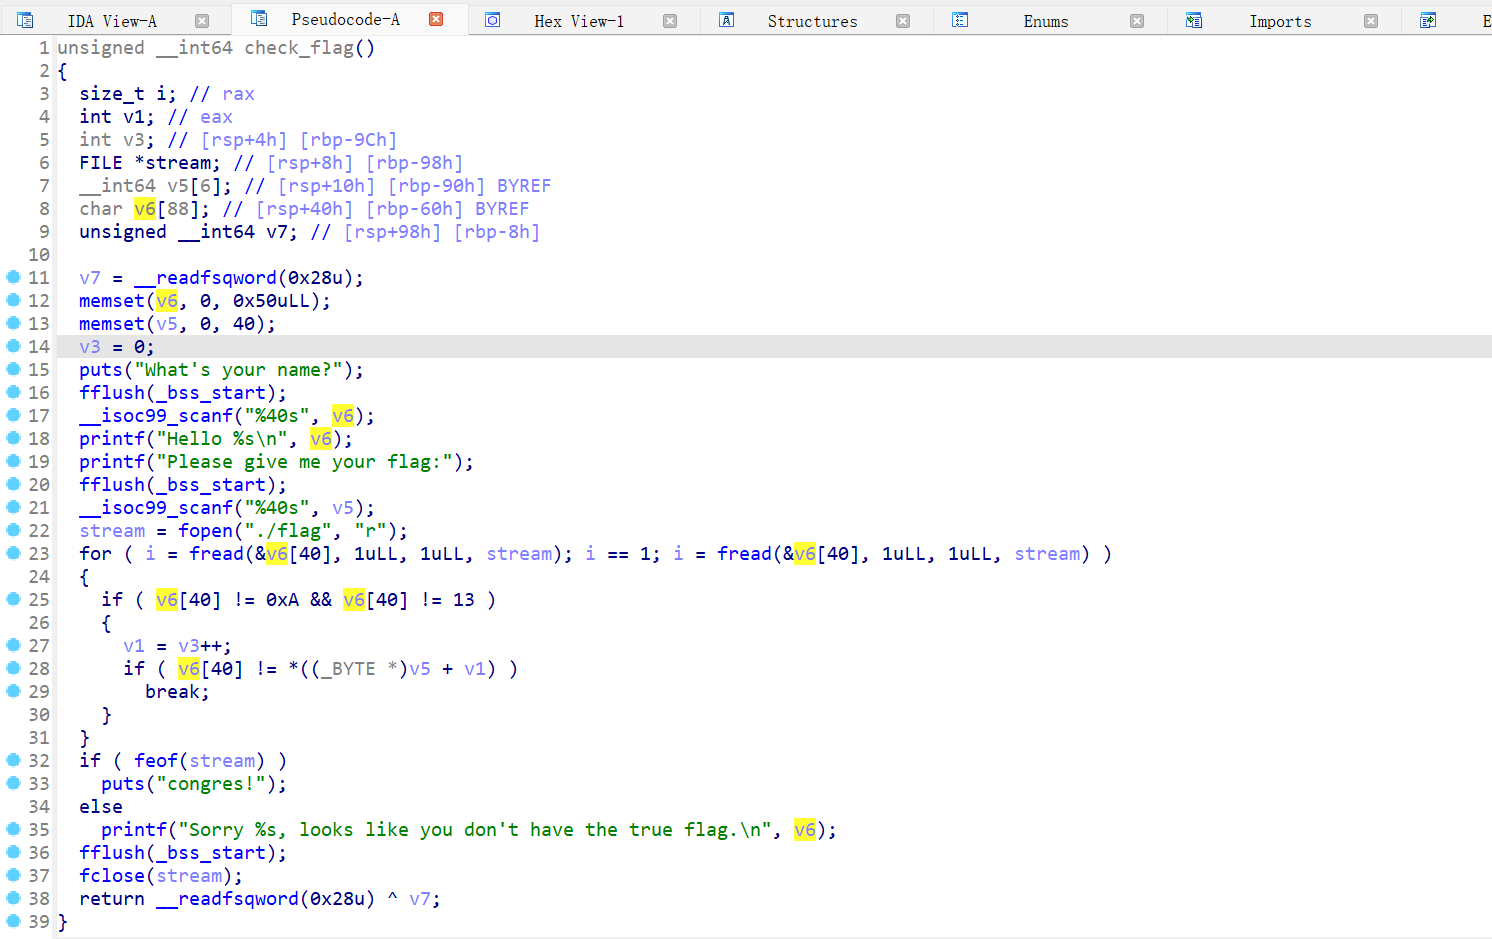 IDA View-A Pseudocode-A Hex View-1 Structures Enums Imports E
1 unsigned __int64 check_flag()
2 {
3   size_t i; // rax
4   int v1; // eax
5   int v3; // [rsp+4h] [rbp-9Ch]
6   FILE *stream; // [rsp+8h] [rbp-98h]
7   __int64 v5[6]; // [rsp+10h] [rbp-90h] BYREF
8   char v6[88]; // [rsp+40h] [rbp-60h] BYREF
9   unsigned __int64 v7; // [rsp+98h] [rbp-8h]
10
11   v7 = __readfsqword(0x28u);
12   memset(v6, 0, 0x50uLL);
13   memset(v5, 0, 40);
14   v3 = 0;
15   puts("What's your name?");
16   fflush(_bss_start);
17   __isoc99_scanf("%40s", v6);
18   printf("Hello %s\n", v6);
19   printf("Please give me your flag:");
20   fflush(_bss_start);
21   __isoc99_scanf("%40s", v5);
22   stream = fopen("./flag", "r");
23   for ( i = fread(&v6[40], 1uLL, 1uLL, stream); i == 1; i = fread(&v6[40], 1uLL, 1uLL, stream) )
24   {
25     if ( v6[40] != 0xA && v6[40] != 13 )
26     {
27       v1 = v3++;
28       if ( v6[40] != *((_BYTE *)v5 + v1) )
29         break;
30     }
31   }
32   if ( feof(stream) )
33     puts("congres!");
34   else
35     printf("Sorry %s, looks like you don't have the true flag.\n", v6);
36   fflush(_bss_start);
37   fclose(stream);
38   return __readfsqword(0x28u) ^ v7;
39 }